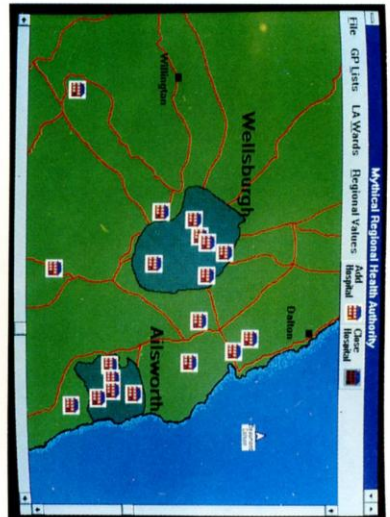 Mythical Regional Health Authority
File GP Lists LA Wards Regional Values Add Hospital Close Hospital
Dalton
Wellsburgh
Willington
Ailsworth